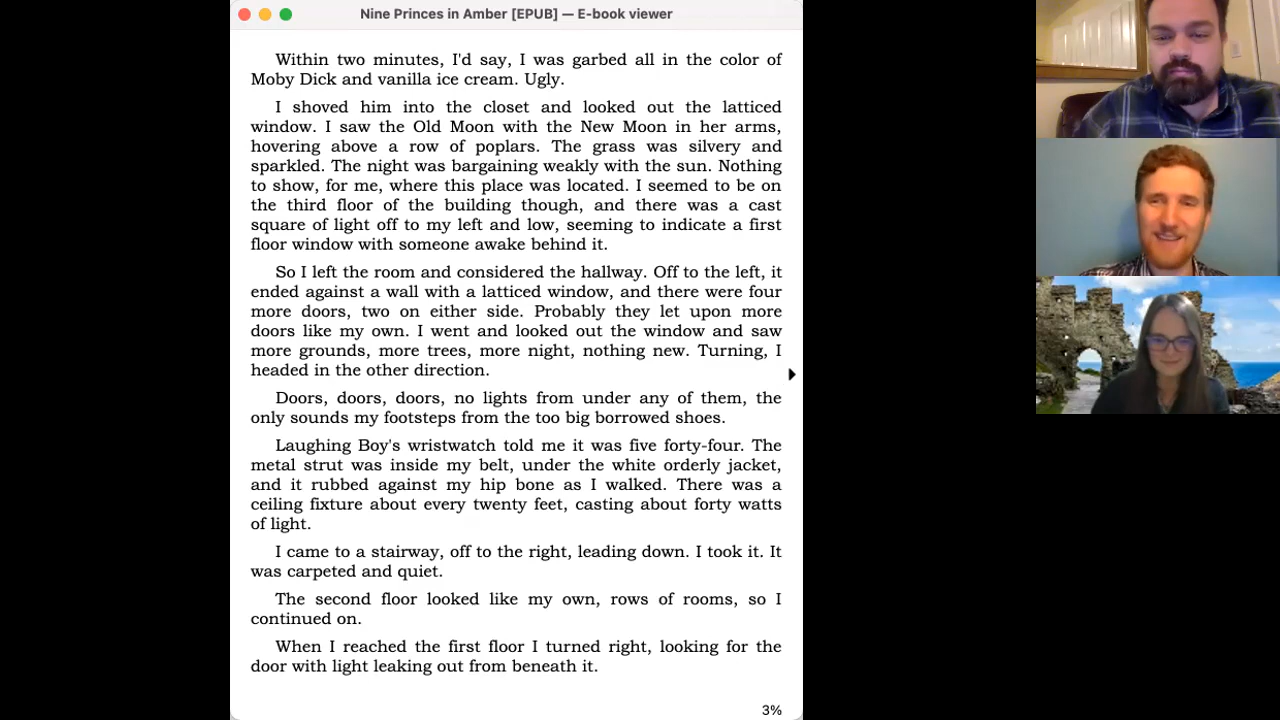 Nine Princes in Amber [EPUB] — E-book viewer
Within two minutes, I'd say, I was garbed all in the color of
Moby Dick and vanilla ice cream. Ugly.
I shoved him into the closet and looked out the latticed
window. I saw the Old Moon with the New Moon in her arms,
hovering above a row of poplars. The grass was silvery and
sparkled. The night was bargaining weakly with the sun. Nothing
to show, for me, where this place was located. I seemed to be on
the third floor of the building though, and there was a cast
square of light off to my left and low, seeming to indicate a first
floor window with someone awake behind it.
So I left the room and considered the hallway. Off to the left, it
ended against a wall with a latticed window, and there were four
more doors, two on either side. Probably they let upon more
doors like my own. I went and looked out the window and saw
more grounds, more trees, more night, nothing new. Turning, I
headed in the other direction.
Doors, doors, doors, no lights from under any of them, the
only sounds my footsteps from the too big borrowed shoes.
Laughing Boy's wristwatch told me it was five forty-four. The
metal strut was inside my belt, under the white orderly jacket,
and it rubbed against my hip bone as I walked. There was a
ceiling fixture about every twenty feet, casting about forty watts
of light.
I came to a stairway, off to the right, leading down. I took it. It
was carpeted and quiet.
The second floor looked like my own, rows of rooms, so I
continued on.
When I reached the first floor I turned right, looking for the
door with light leaking out from beneath it.
3%